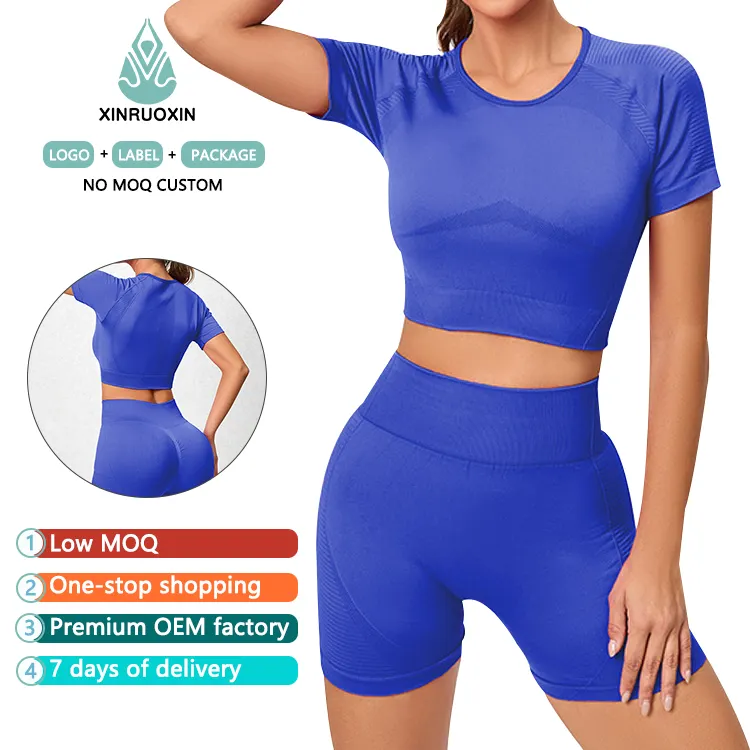 XINRUOXIN
LOGO + LABEL + PACKAGE
NO MOQ CUSTOM
1 Low MOQ
2 One-stop shopping
3 Premium OEM factory
4 7 days of delivery